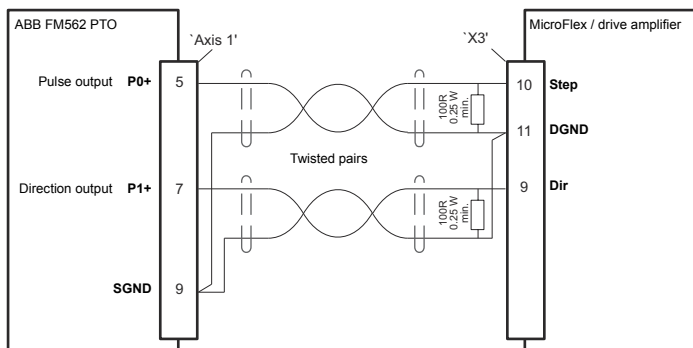 ABB FM562 PTO
MicroFlex / drive amplifier
`Axis 1'
`X3'
Pulse output P0+ 5
10 Step
100R
0.25 W
min.
11 DGND
Twisted pairs
Direction output P1+ 7
9 Dir
100R
0.25 W
min.
SGND 9